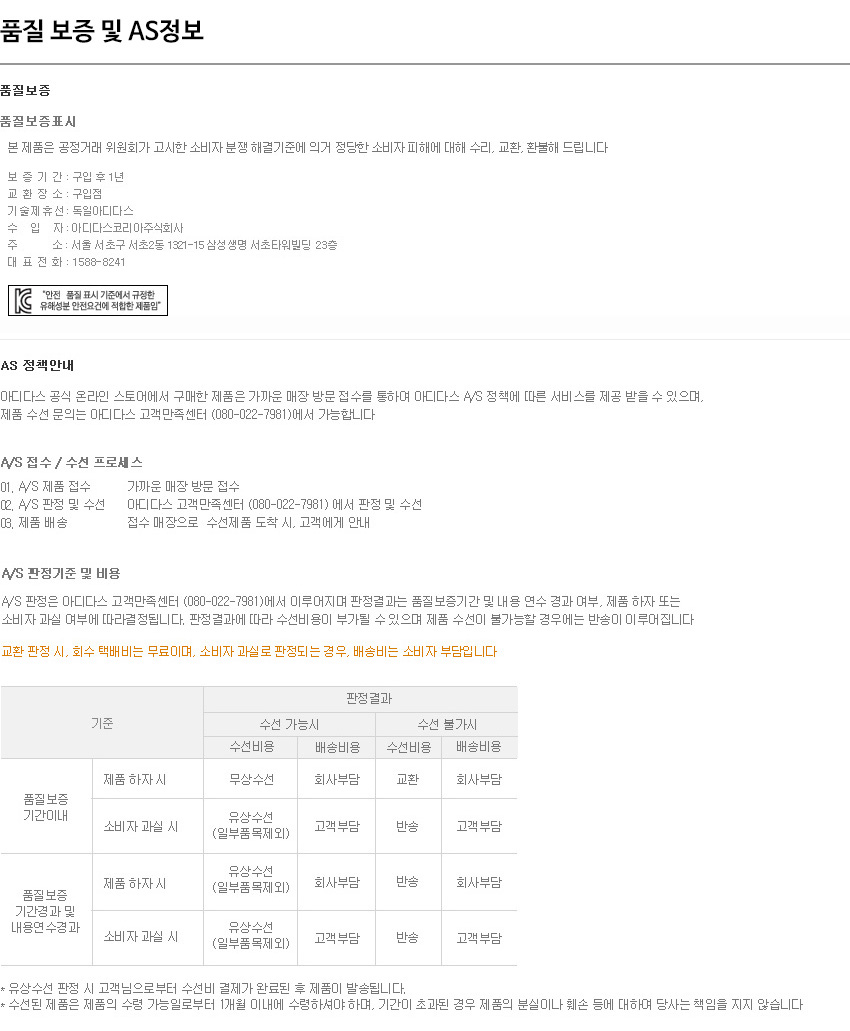 품질 보증 및 AS정보
품질보증
품질보증표시
본 제품은 공정거래 위원회가 고시한 소비자 분쟁 해결기준에 의거 정당한 소비자 피해에 대해 수리, 교환, 환불해 드립니다
보 증 기 간 : 구입 후 1년
교 환 장 소 : 구입점
기술제휴선 : 독일아디다스
수 입 자 : 아디다스코리아주식회사
주 소 : 서울 서초구 서초2동 1321-15 삼성생명 서초타워빌딩 23층
대 표 전 화 : 1588-8241
"안전 품질 표시 기준에서 규정한
유해성분 안전요건에 적합한 제품임"
AS 정책안내
아디다스 공식 온라인 스토어에서 구매한 제품은 가까운 매장 방문 접수를 통하여 아디다스 A/S 정책에 따른 서비스를 제공 받을 수 있으며,
제품 수선 문의는 아디다스 고객만족센터 (080-022-7981)에서 가능합니다
A/S 접수 / 수선 프로세스
01. A/S 제품 접수 가까운 매장 방문 접수
02. A/S 판정 및 수선 아디다스 고객만족센터 (080-022-7981) 에서 판정 및 수선
03. 제품 배송 접수 매장으로 수선제품 도착 시, 고객에게 안내
A/S 판정기준 및 비용
A/S 판정은 아디다스 고객만족센터 (080-022-7981)에서 이루어지며 판정결과는 품질보증기간 및 내용 연수 경과 여부, 제품 하자 또는
소비자 과실 여부에 따라결정됩니다. 판정결과에 따라 수선비용이 부가될 수 있으며 제품 수선이 불가능할 경우에는 반송이 이루어집니다
교환 판정 시, 회수 택배비는 무료이며, 소비자 과실로 판정되는 경우, 배송비는 소비자 부담입니다
기준 판정결과
수선 가능시 수선 불가시
수선비용 배송비용 수선비용 배송비용
품질보증
기간이내
제품 하자 시 무상수선 회사부담 교환 회사부담
소비자 과실 시 유상수선
(일부품목제외) 고객부담 반송 고객부담
품질보증
기간경과 및
내용연수경과
제품 하자 시 유상수선
(일부품목제외) 회사부담 반송 회사부담
소비자 과실 시 유상수선
(일부품목제외) 고객부담 반송 고객부담
* 유상수선 판정 시 고객님으로부터 수선비 결제가 완료된 후 제품이 발송됩니다.
* 수선된 제품은 제품의 수령 가능일로부터 1개월 이내에 수령하셔야 하며, 기간이 초과된 경우 제품의 분실이나 훼손 등에 대하여 당사는 책임을 지지 않습니다